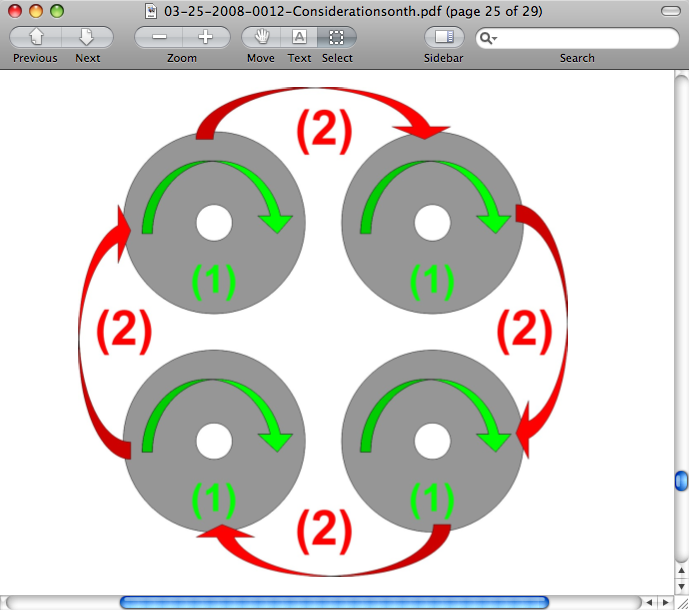 03-25-2008-0012-Considerationsonth.pdf (page 25 of 29)
A
Previous Next Zoom Move Text Select Sidebar Search
(2)
(1) (1)
(2) (2)
(1) (1)
(2)